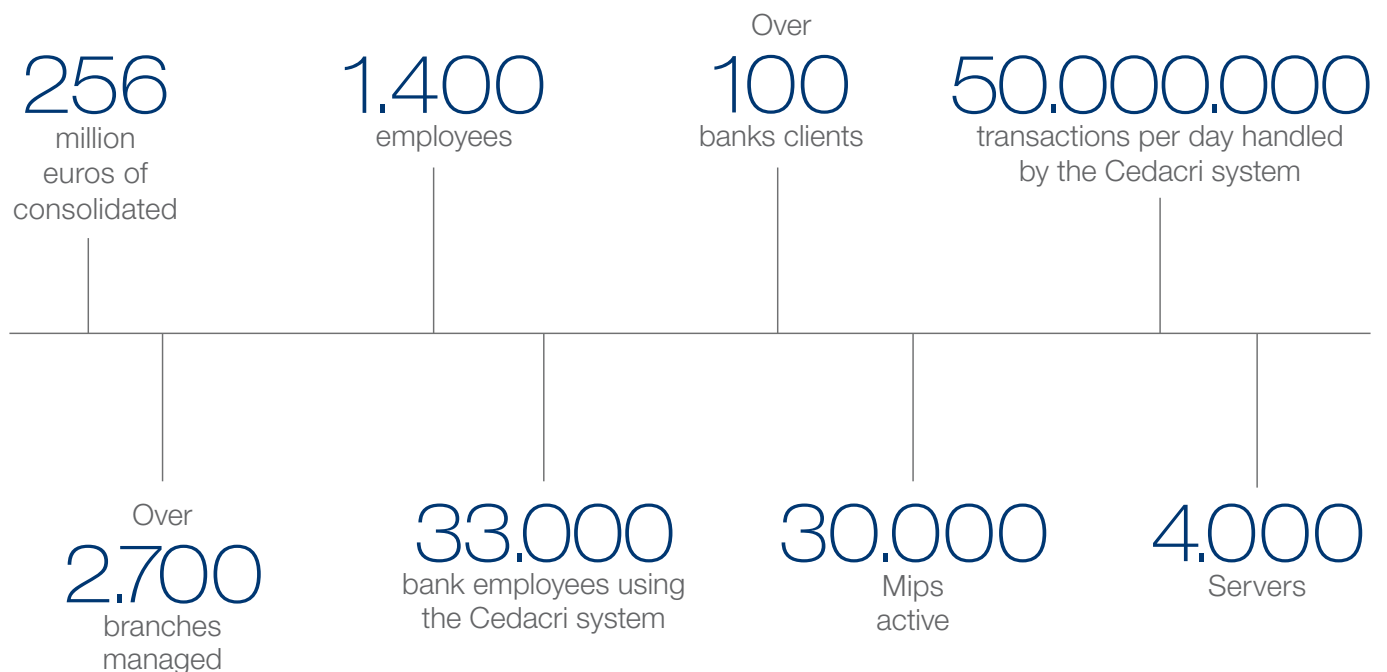 256
million
euros of
consolidated
1.400
employees
Over
100
banks clients
50.000.000
transactions per day handled
by the Cedacri system
Over
2.700
branches
managed
33.000
bank employees using
the Cedacri system
30.000
Mips
active
4.000
Servers